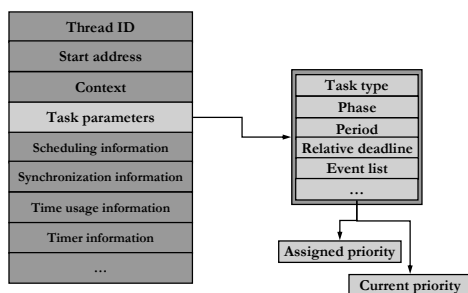 Thread ID
Start address
Context
Task parameters
Scheduling information
Synchronization information
Time usage information
Timer information
…
Task type
Phase
Period
Relative deadline
Event list
…
Assigned priority
Current priority